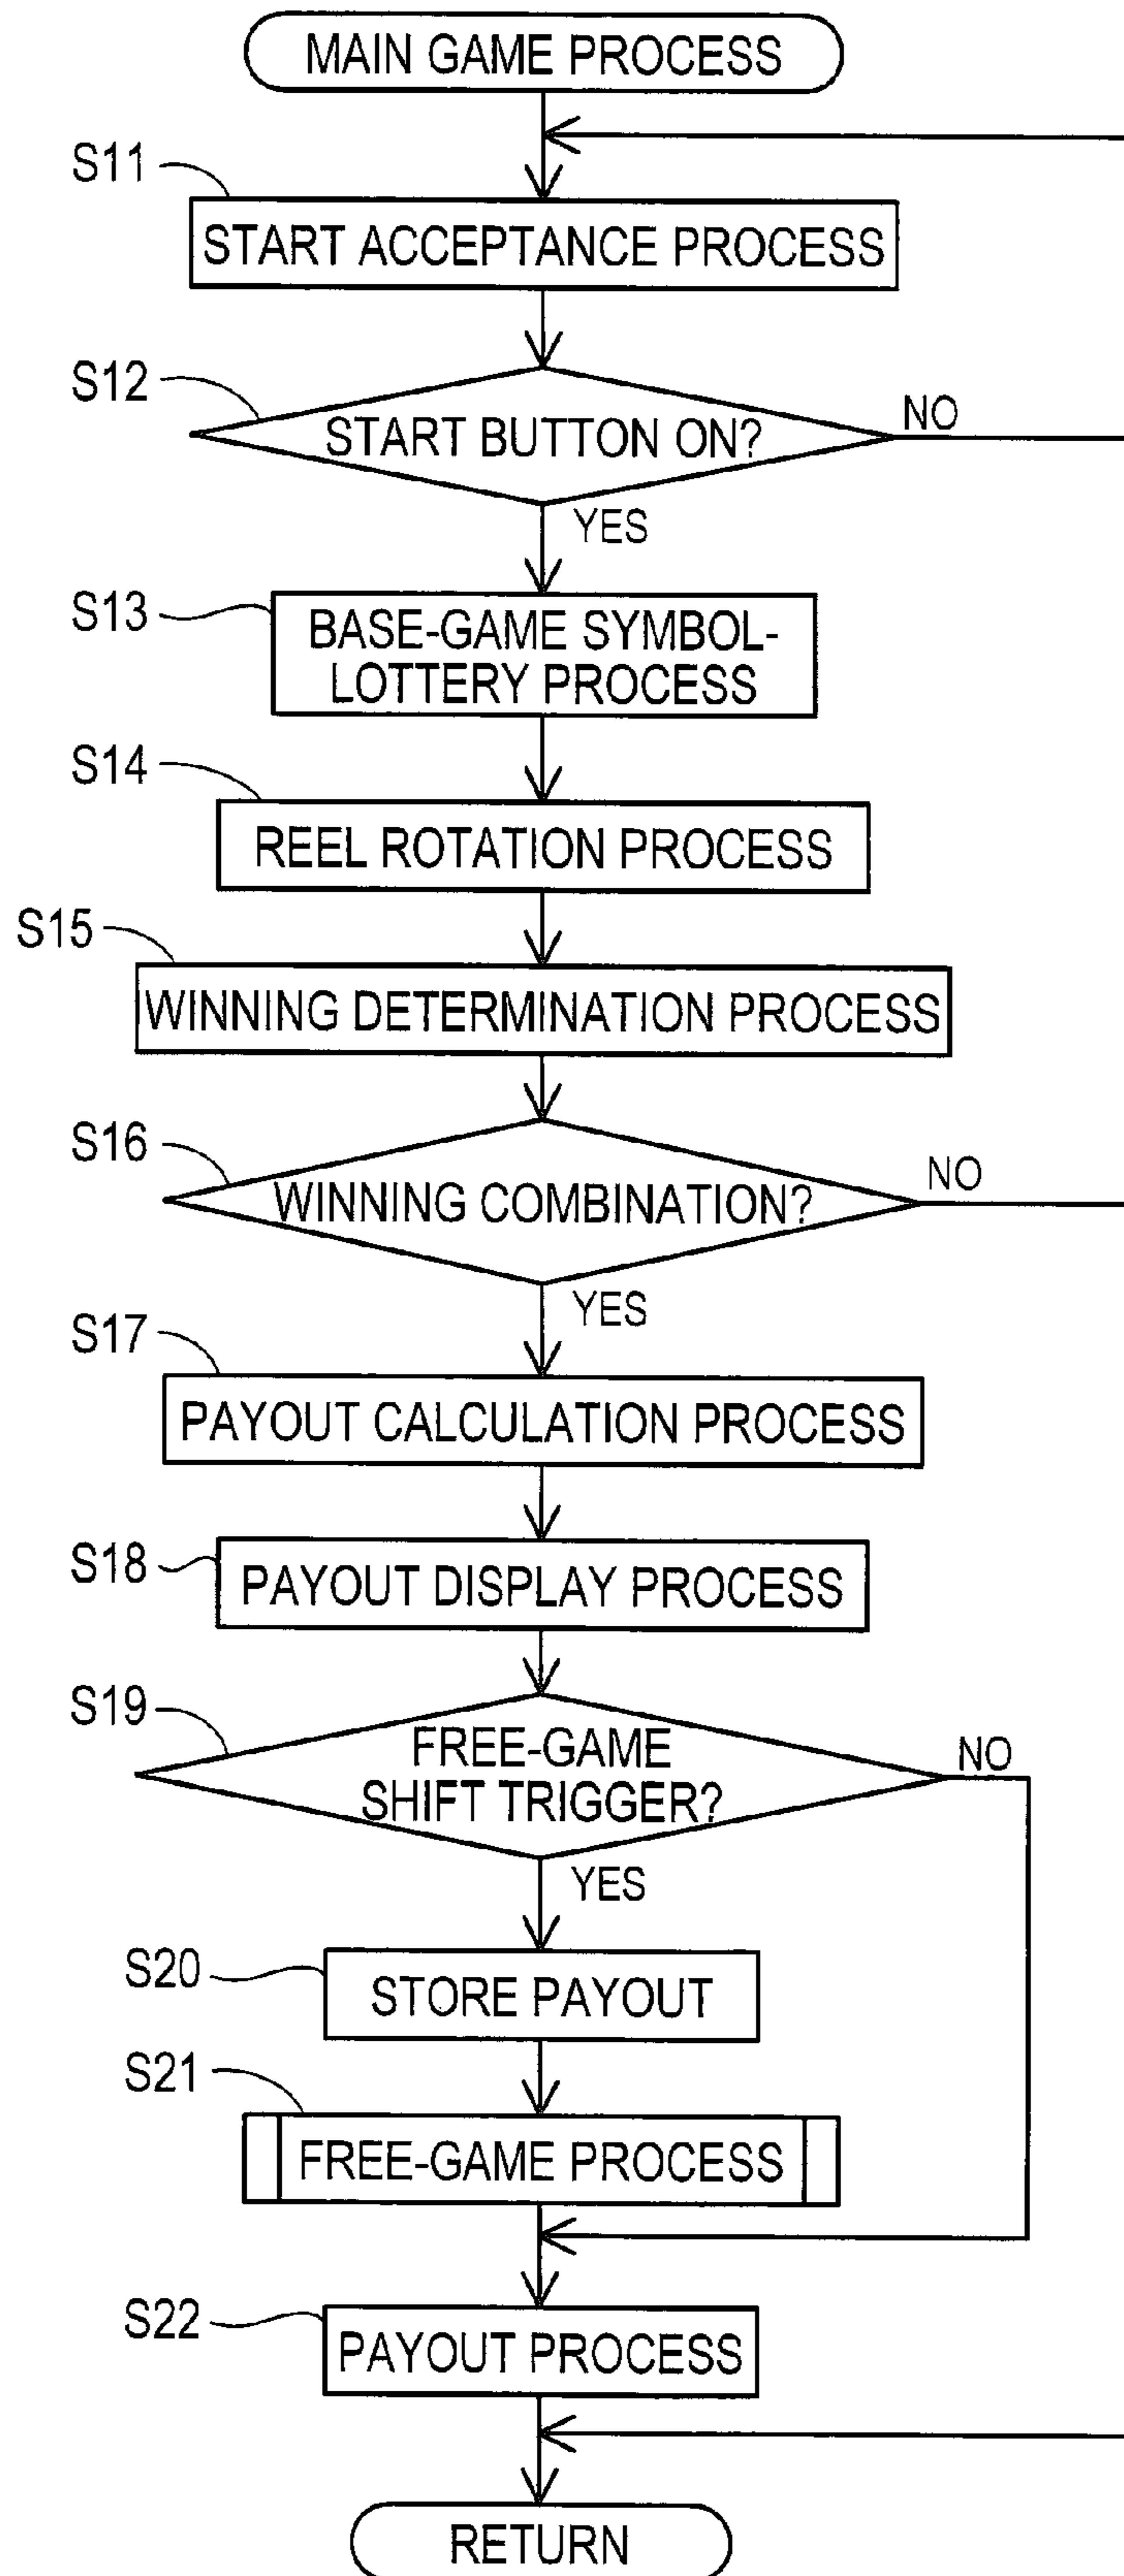 MAIN GAME PROCESS
S11
START ACCEPTANCE PROCESS
S12
START BUTTON ON?
NO
YES
S13
BASE-GAME SYMBOL-
LOTTERY PROCESS
S14
REEL ROTATION PROCESS
S15
WINNING DETERMINATION PROCESS
S16
WINNING COMBINATION?
NO
YES
S17
PAYOUT CALCULATION PROCESS
S18
PAYOUT DISPLAY PROCESS
S19
FREE-GAME
SHIFT TRIGGER?
NO
YES
S20
STORE PAYOUT
S21
FREE-GAME PROCESS
S22
PAYOUT PROCESS
RETURN